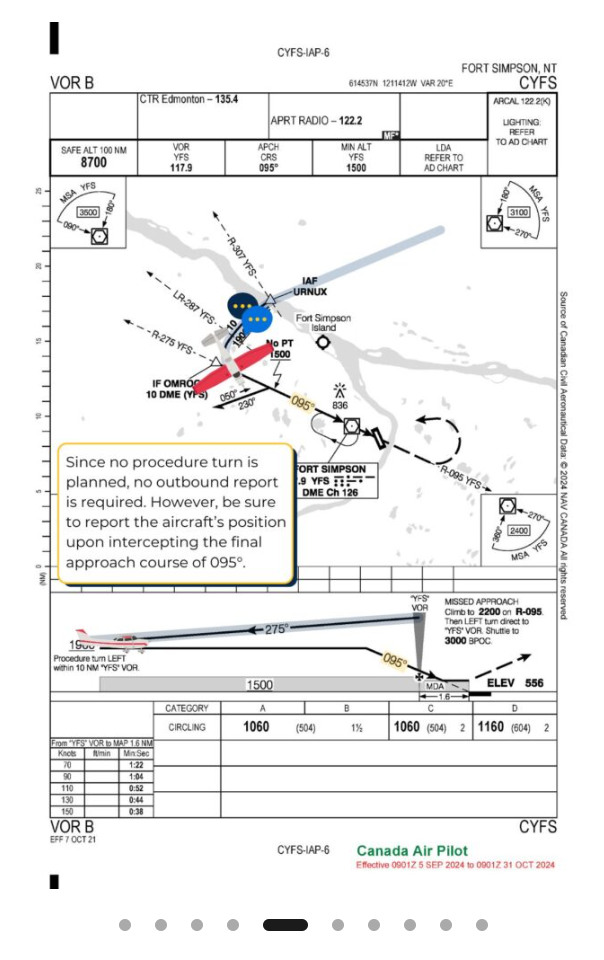 CYFS-IAP-6
FORT SIMPSON, NT
VOR B
614537N 1211412W VAR 20°E
CYFS
CTR Edmonton – 135.4
ARCAL 122.2(K)
APRT RADIO – 122.2
MF
LIGHTING:
REFER
TO AD CHART
SAFE ALT 100 NM
8700
VOR
YFS
117.9
APCH
CRS
095°
MIN ALT
YFS
1500
LDA
REFER TO
AD CHART
25
20
15
10
5
0
(NM)
MSA YFS
3500
180°
090°
MSA YFS
3100
180°
270°
R-307 YFS
LR-287 YFS
R-275 YFS
IAF
URNUX
Fort Simpson
Island
10
190°
No PT
1500
IF OMROC
10 DME (YFS)
050°
230°
095°
836
R-095 YFS
FORT SIMPSON
.9 YFS
DME Ch 126
2400
270°
360°
MSA YFS
Since no procedure turn is
planned, no outbound report
is required. However, be sure
to report the aircraft's position
upon intercepting the final
approach course of 095°.
Source of Canadian Civil Aeronautical Data: © 2024 NAV CANADA All rights reserved
"YFS"
VOR
MISSED APPROACH
Climb to 2200 on R-095.
Then LEFT turn direct to
"YFS" VOR. Shuttle to
3000 BPOC.
275°
1900
Procedure turn LEFT
within 10 NM "YFS" VOR.
095°
1500
MDA
1.6
ELEV 556
CATEGORY
A
B
C
D
CIRCLING
1060 (504) 1½
1060 (504) 2
1160 (604) 2
From "YFS" VOR to MAP 1.6 NM
Knots ft/min Min:Sec
70 1:22
90 1:04
110 0:52
130 0:44
150 0:38
VOR B
CYFS
EFF 7 OCT 21
CYFS-IAP-6
Canada Air Pilot
Effective 0901Z 5 SEP 2024 to 0901Z 31 OCT 2024